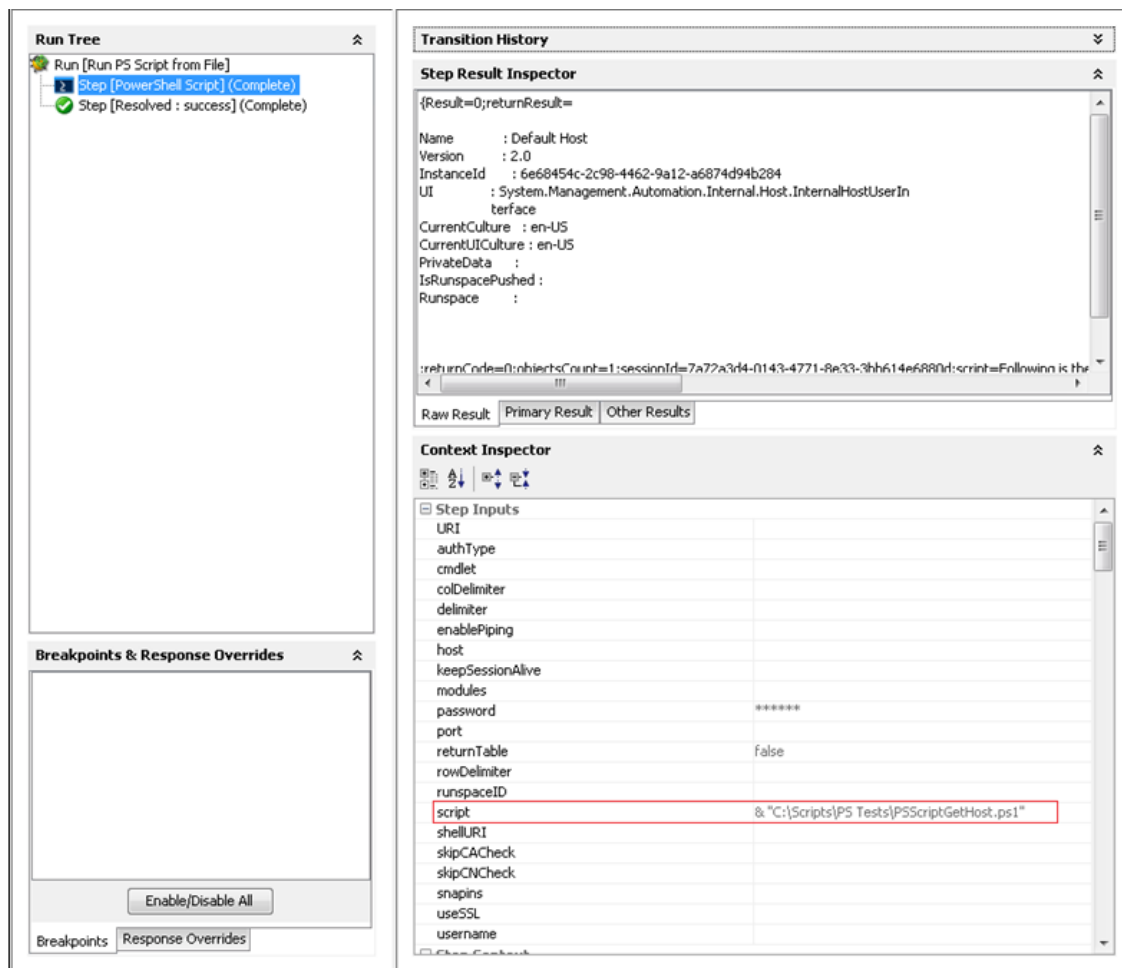 Run Tree
Run [Run PS Script from File]
Step [PowerShell Script] (Complete)
Step [Resolved : success] (Complete)
Breakpoints & Response Overrides
Enable/Disable All
Breakpoints
Response Overrides
Transition History
Step Result Inspector
{Result=0;returnResult=
Name : Default Host
Version : 2.0
InstanceId : 6e68454c-2c98-4462-9a12-a6874d94b284
UI : System.Management.Automation.Internal.Host.InternalHostUserIn
terface
CurrentCulture : en-US
CurrentUICulture : en-US
PrivateData :
IsRunspacePushed :
Runspace :
;returnCode=0;objectsCount=1;sessionId=7a72a3d4-0143-4771-8e33-3bb614e6880d;script=Following is the
Raw Result Primary Result Other Results
Context Inspector
Step Inputs
URI
authType
cmdlet
colDelimiter
delimiter
enablePiping
host
keepSessionAlive
modules
password ******
port
returnTable false
rowDelimiter
runspaceID
script & "C:\Scripts\PS Tests\PSScriptGetHost.ps1"
shellURI
skipCACheck
skipCNCheck
snapins
useSSL
username
Step Context